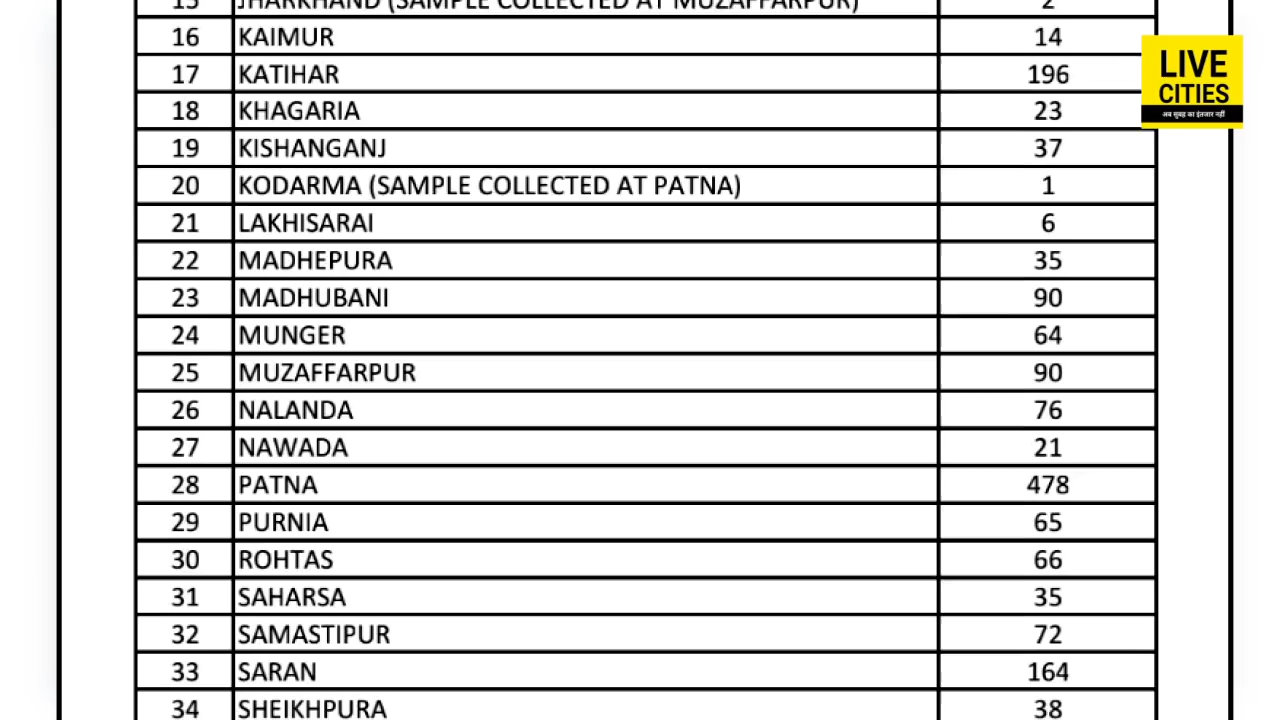 15 JHARKHAND (SAMPLE COLLECTED AT MUZAFFARPUR) 2
16 KAIMUR 14
17 KATIHAR 196
18 KHAGARIA 23
19 KISHANGANJ 37
20 KODARMA (SAMPLE COLLECTED AT PATNA) 1
21 LAKHISARAI 6
22 MADHEPURA 35
23 MADHUBANI 90
24 MUNGER 64
25 MUZAFFARPUR 90
26 NALANDA 76
27 NAWADA 21
28 PATNA 478
29 PURNIA 65
30 ROHTAS 66
31 SAHARSA 35
32 SAMASTIPUR 72
33 SARAN 164
34 SHEIKHPURA 38
LIVE
CITIES
अब सुबह का इंतजार नहीं